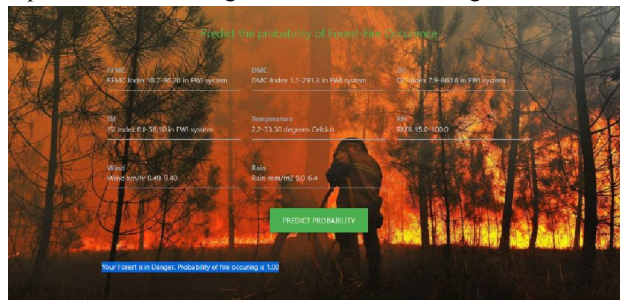 Predict the probability of Forest-Fire Occurence
FFMC
FFMC Index 18.7-96.20 in FWI system
DMC
DMC Index 1.1-291.3 in FWI system
DC
DC Index 7.9-860.6 in FWI system
ISI
ISI index 0.0-56.10 in FWI system
Temperature
2.2-33.30 degrees Celcius
RH
RH% 15.0-100.0
Wind
Wind km/hr 0.40-9.40
Rain
Rain mm/m2 0.0-6.4
PREDICT PROBABILITY
Your Forest is in Danger. Probability of fire occuring is 1.00